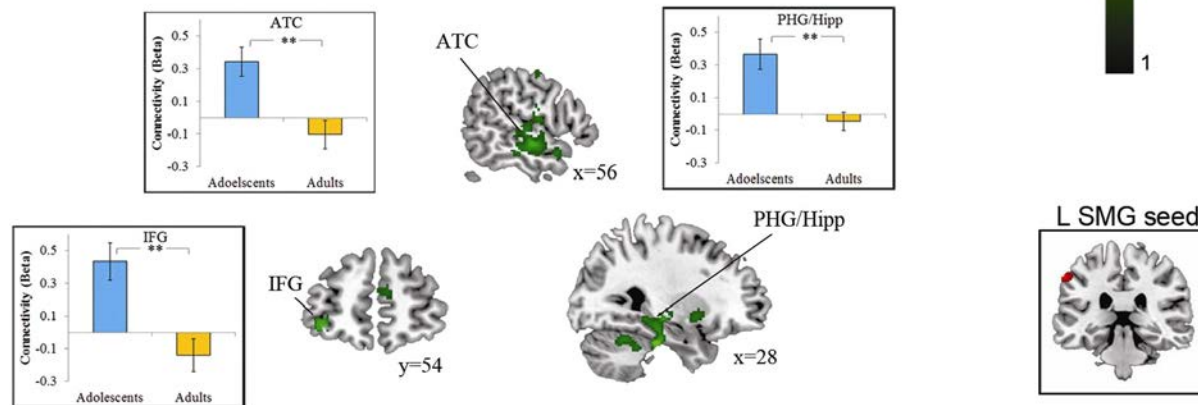 ATC
**
0.5
0.3
0.1
-0.1
-0.3
Connectivity (Beta)
Adoelscents Adults
ATC
x=56
PHG/Hipp
**
0.5
0.3
0.1
-0.1
-0.3
Connectivity (Beta)
Adoelscents Adults
1
IFG
**
0.5
0.3
0.1
-0.1
-0.3
Connectivity (Beta)
Adolescents Adults
IFG
y=54
PHG/Hipp
x=28
L SMG seed